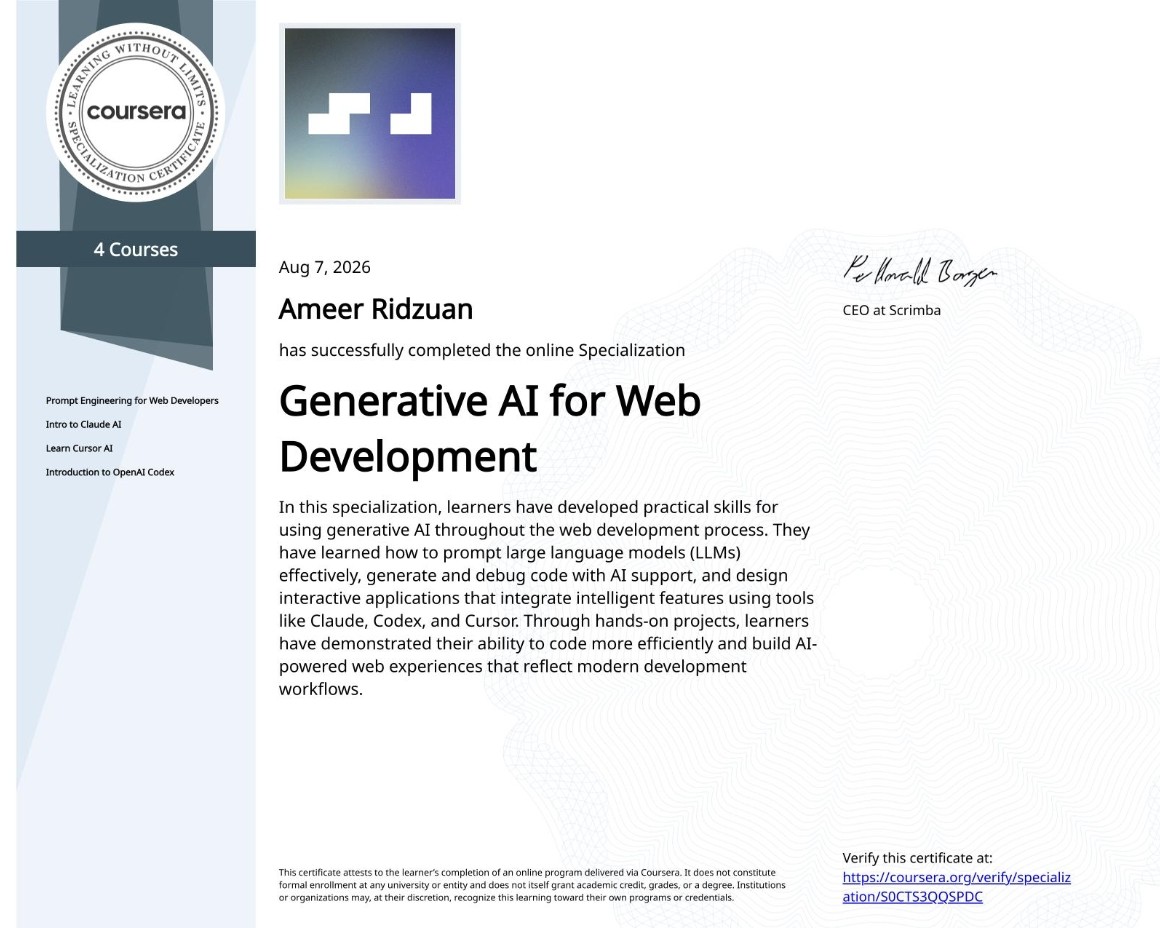 LEARNING WITHOUT LIMITS
coursera
SPECIALIZATION CERTIFICATE
4 Courses
Prompt Engineering for Web Developers
Intro to Claude AI
Learn Cursor AI
Introduction to OpenAI Codex
Aug 7, 2026
Ameer Ridzuan
has successfully completed the online Specialization
Generative AI for Web
Development
In this specialization, learners have developed practical skills for
using generative AI throughout the web development process. They
have learned how to prompt large language models (LLMs)
effectively, generate and debug code with AI support, and design
interactive applications that integrate intelligent features using tools
like Claude, Codex, and Cursor. Through hands-on projects, learners
have demonstrated their ability to code more efficiently and build AI-
powered web experiences that reflect modern development
workflows.
CEO at Scrimba
This certificate attests to the learner’s completion of an online program delivered via Coursera. It does not constitute
formal enrollment at any university or entity and does not itself grant academic credit, grades, or a degree. Institutions
or organizations may, at their discretion, recognize this learning toward their own programs or credentials.
Verify this certificate at:
https://coursera.org/verify/specializ
ation/S0CTS3QQSPDC